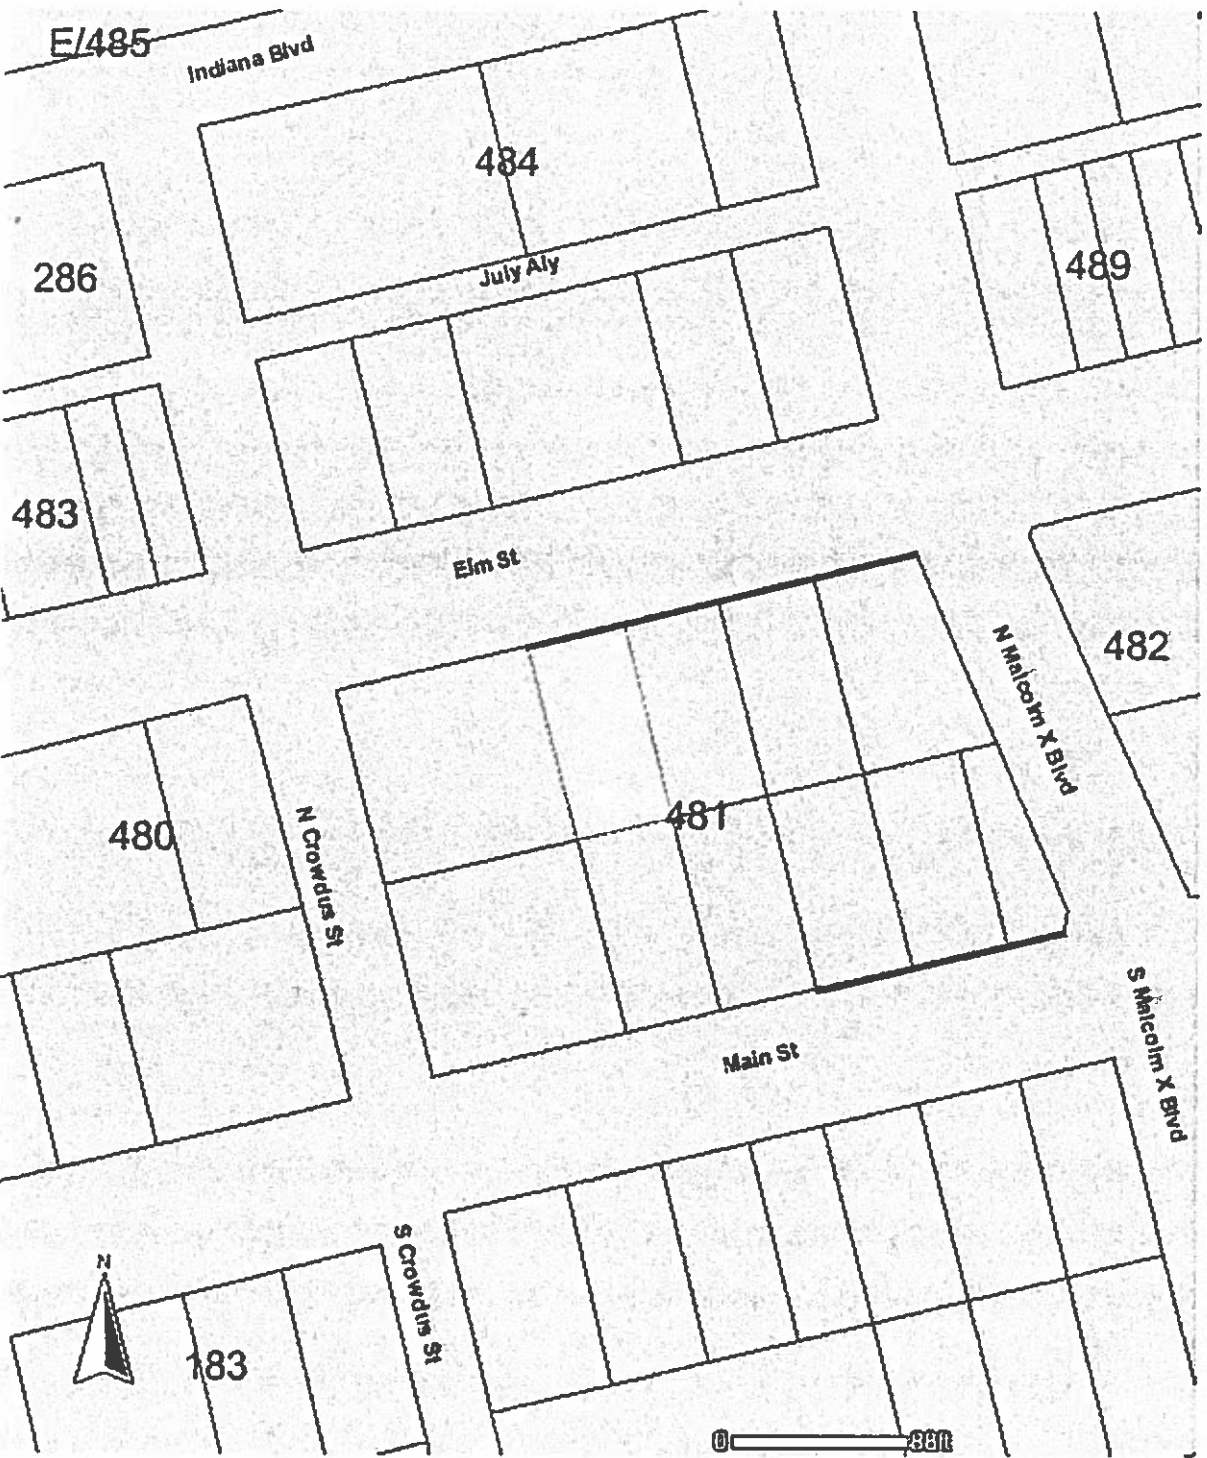 E/485
Indiana Blvd
484
286
July Aly
489
483
Elm St
482
N Malcolm X Blvd
480
481
N Crowdus St
S Malcolm X Blvd
Main St
S Crowdus St
N
183
0 88ft